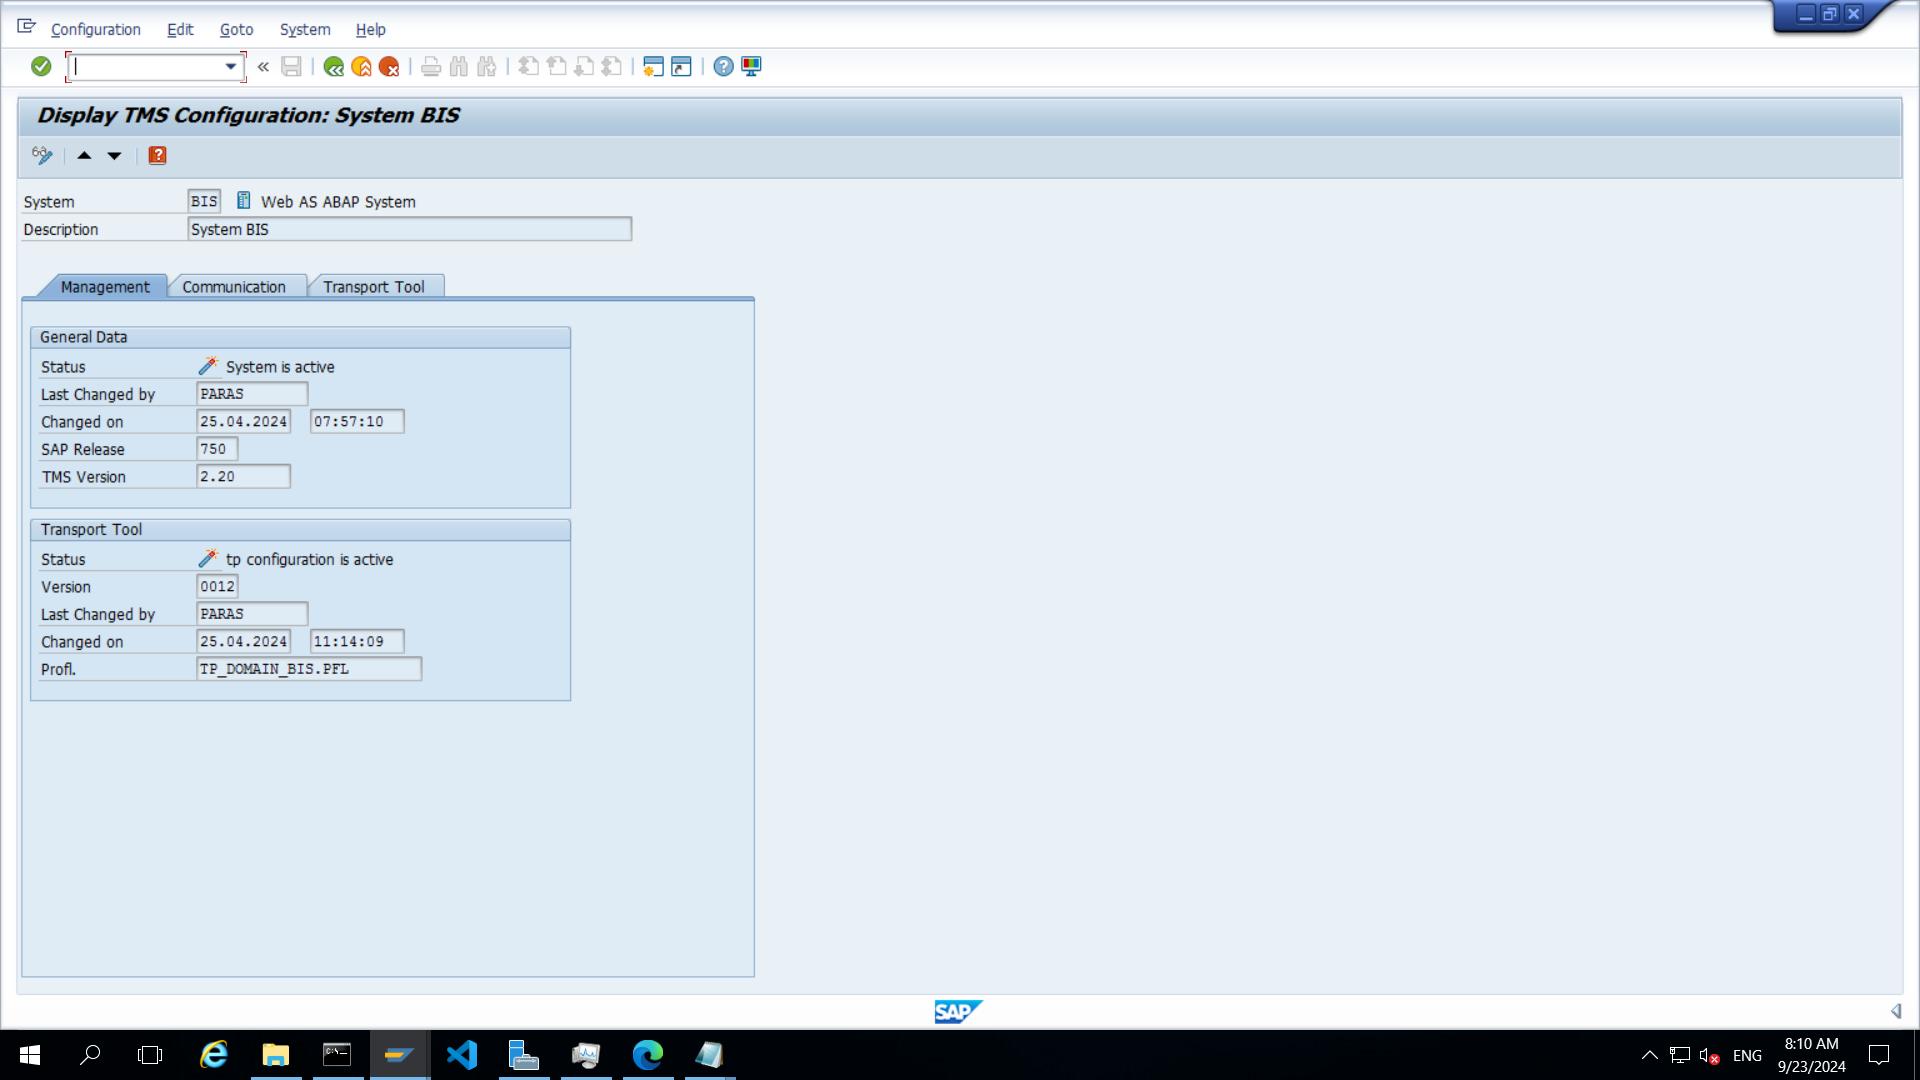 Configuration Edit Goto System Help
Display TMS Configuration: System BIS
System BIS Web AS ABAP System
Description System BIS
Management Communication Transport Tool
General Data
Status System is active
Last Changed by PARAS
Changed on 25.04.2024 07:57:10
SAP Release 750
TMS Version 2.20
Transport Tool
Status tp configuration is active
Version 0012
Last Changed by PARAS
Changed on 25.04.2024 11:14:09
Profl. TP_DOMAIN_BIS.PFL
SAP
ENG
8:10 AM
9/23/2024